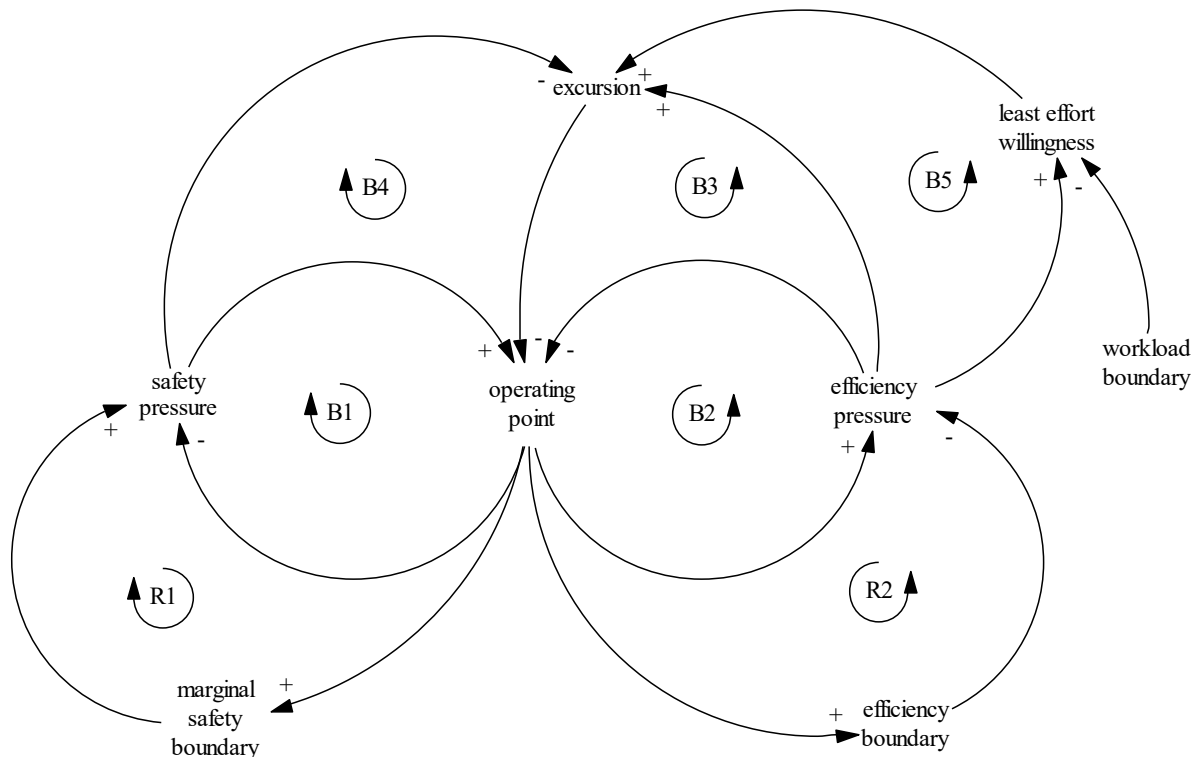 +
- excursion
+
least effort
willingness
B4
B3
B5
+
-
+
-
-
workload
boundary
safety
pressure
operating
point
efficiency
pressure
B1
B2
+
-
+
-
R1
R2
marginal
safety
boundary
+
+
efficiency
boundary